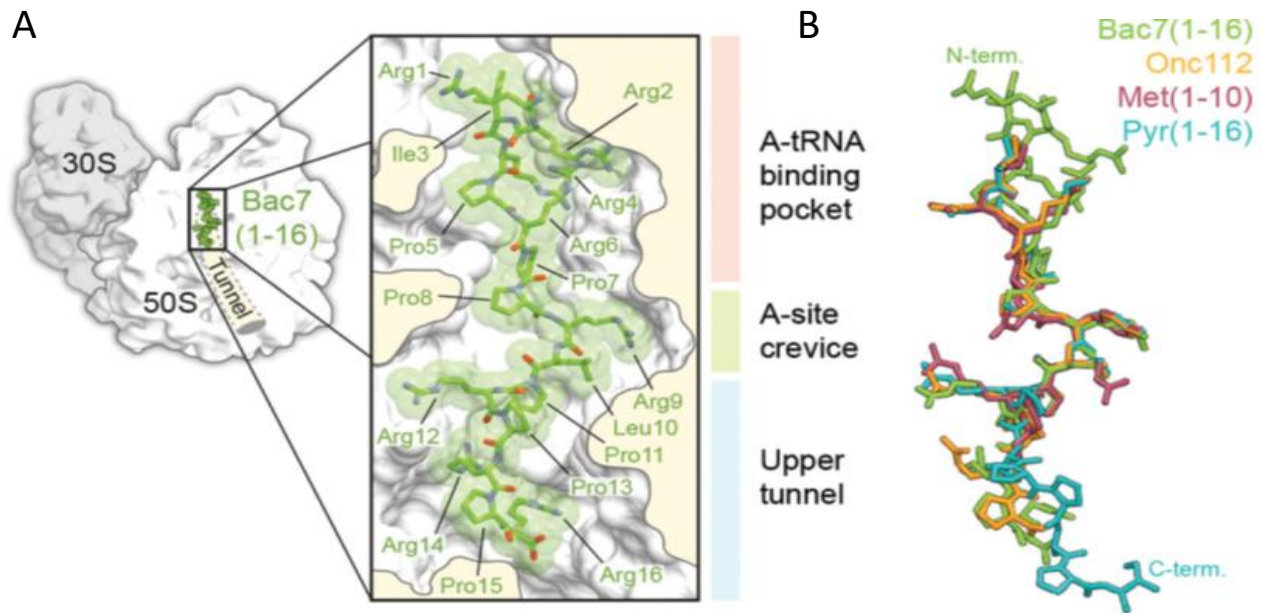 A
30S
50S
Bac7
(1-16)
Tunnel
Arg1
Arg2
Ile3
Arg4
Pro5
Arg6
Pro7
Pro8
Arg9
Leu10
Pro11
Arg12
Pro13
Arg14
Pro15
Arg16
A-tRNA
binding
pocket
A-site
crevice
Upper
tunnel
B
Bac7(1-16)
Onc112
Met(1-10)
Pyr(1-16)
N-term.
C-term.